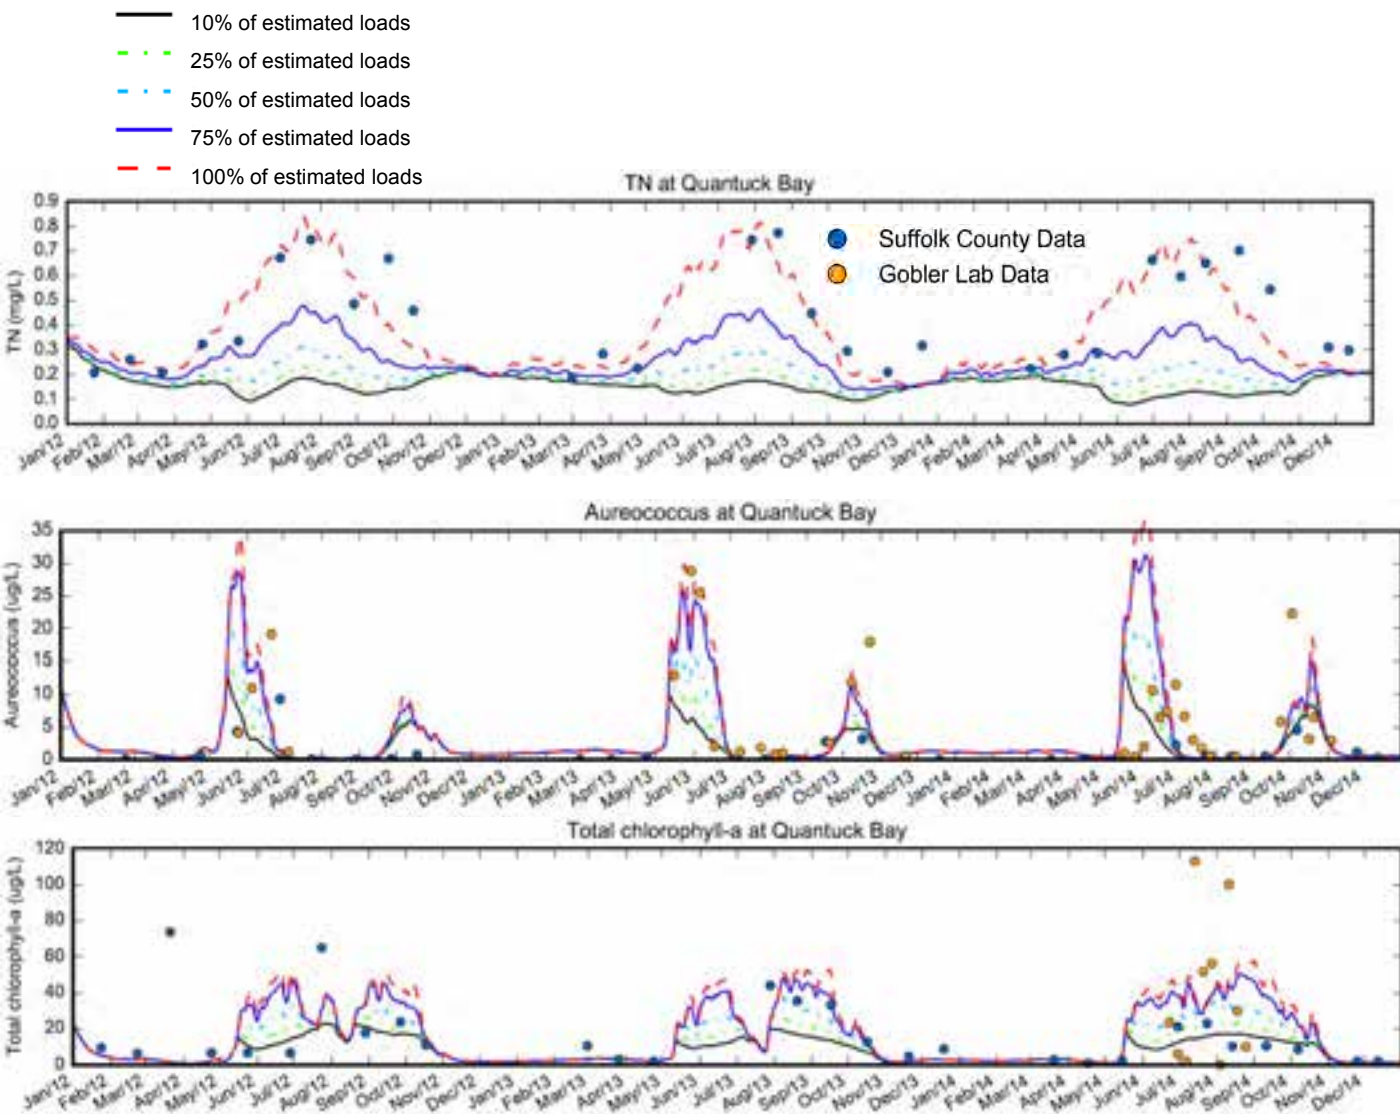 10% of estimated loads
25% of estimated loads
50% of estimated loads
75% of estimated loads
100% of estimated loads
TN at Quantuck Bay
TN (mg/L)
0.9
0.8
0.7
0.6
0.5
0.4
0.3
0.2
0.1
0.0
Suffolk County Data
Gobler Lab Data
Jan/12 Feb/12 Mar/12 Apr/12 May/12 Jun/12 Jul/12 Aug/12 Sep/12 Oct/12 Nov/12 Dec/12 Jan/13 Feb/13 Mar/13 Apr/13 May/13 Jun/13 Jul/13 Aug/13 Sep/13 Oct/13 Nov/13 Dec/13 Jan/14 Feb/14 Mar/14 Apr/14 May/14 Jun/14 Jul/14 Aug/14 Sep/14 Oct/14 Nov/14 Dec/14
Aureococcus at Quantuck Bay
Aureococcus (ug/L)
35
30
25
20
15
10
5
0
Jan/12 Feb/12 Mar/12 Apr/12 May/12 Jun/12 Jul/12 Aug/12 Sep/12 Oct/12 Nov/12 Dec/12 Jan/13 Feb/13 Mar/13 Apr/13 May/13 Jun/13 Jul/13 Aug/13 Sep/13 Oct/13 Nov/13 Dec/13 Jan/14 Feb/14 Mar/14 Apr/14 May/14 Jun/14 Jul/14 Aug/14 Sep/14 Oct/14 Nov/14 Dec/14
Total chlorophyll-a at Quantuck Bay
Total chlorophyll-a (ug/L)
120
100
80
60
40
20
0
Jan/12 Feb/12 Mar/12 Apr/12 May/12 Jun/12 Jul/12 Aug/12 Sep/12 Oct/12 Nov/12 Dec/12 Jan/13 Feb/13 Mar/13 Apr/13 May/13 Jun/13 Jul/13 Aug/13 Sep/13 Oct/13 Nov/13 Dec/13 Jan/14 Feb/14 Mar/14 Apr/14 May/14 Jun/14 Jul/14 Aug/14 Sep/14 Oct/14 Nov/14 Dec/14